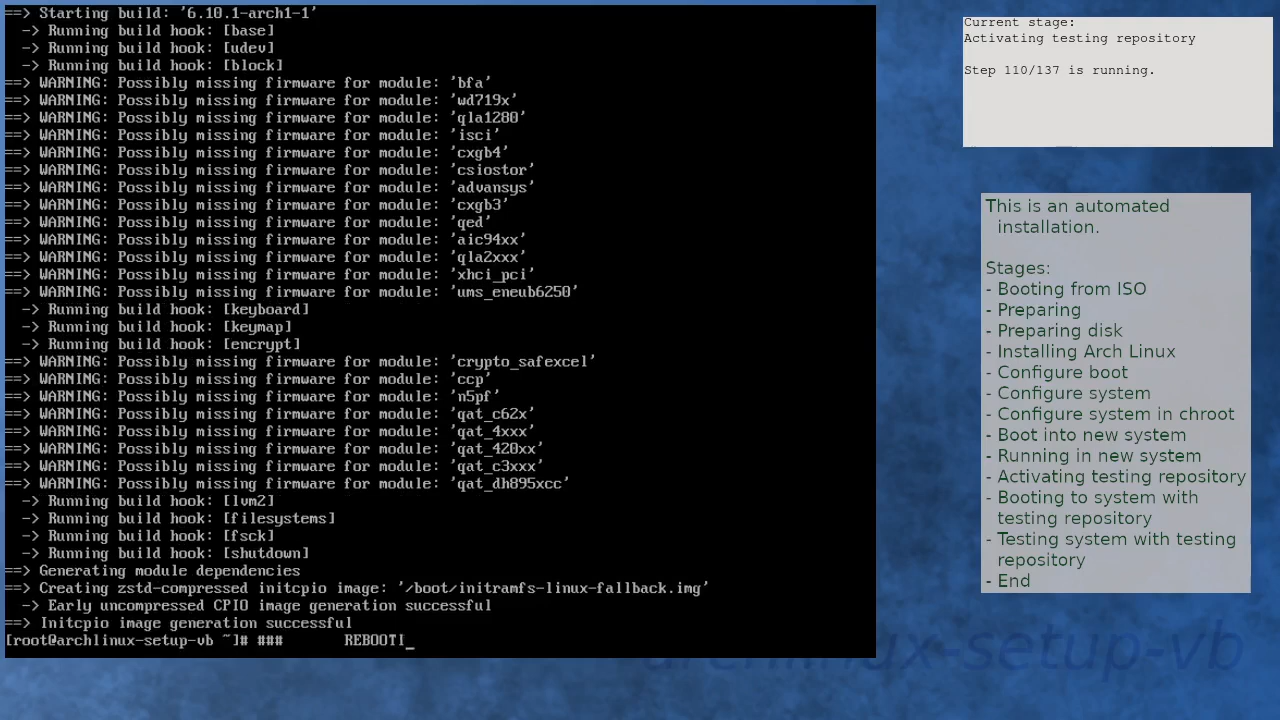 ==> Starting build: '6.10.1-arch1-1'
  -> Running build hook: [base]
  -> Running build hook: [udev]
  -> Running build hook: [block]
==> WARNING: Possibly missing firmware for module: 'bfa'
==> WARNING: Possibly missing firmware for module: 'wd719x'
==> WARNING: Possibly missing firmware for module: 'qla1280'
==> WARNING: Possibly missing firmware for module: 'isci'
==> WARNING: Possibly missing firmware for module: 'cxgb4'
==> WARNING: Possibly missing firmware for module: 'csiostor'
==> WARNING: Possibly missing firmware for module: 'advansys'
==> WARNING: Possibly missing firmware for module: 'cxgb3'
==> WARNING: Possibly missing firmware for module: 'qed'
==> WARNING: Possibly missing firmware for module: 'aic94xx'
==> WARNING: Possibly missing firmware for module: 'qla2xxx'
==> WARNING: Possibly missing firmware for module: 'xhci_pci'
==> WARNING: Possibly missing firmware for module: 'ums_eneub6250'
  -> Running build hook: [keyboard]
  -> Running build hook: [keymap]
  -> Running build hook: [encrypt]
==> WARNING: Possibly missing firmware for module: 'crypto_safexcel'
==> WARNING: Possibly missing firmware for module: 'ccp'
==> WARNING: Possibly missing firmware for module: 'n5pf'
==> WARNING: Possibly missing firmware for module: 'qat_c62x'
==> WARNING: Possibly missing firmware for module: 'qat_4xxx'
==> WARNING: Possibly missing firmware for module: 'qat_420xx'
==> WARNING: Possibly missing firmware for module: 'qat_c3xxx'
==> WARNING: Possibly missing firmware for module: 'qat_dh895xcc'
  -> Running build hook: [lvm2]
  -> Running build hook: [filesystems]
  -> Running build hook: [fsck]
  -> Running build hook: [shutdown]
==> Generating module dependencies
==> Creating zstd-compressed initcpio image: '/boot/initramfs-linux-fallback.img'
  -> Early uncompressed CPIO image generation successful
==> Initcpio image generation successful
[root@archlinux-setup-vb ~]# ###       REBOOT!_
Current stage:
Activating testing repository
Step 110/137 is running.
This is an automated
installation.
Stages:
- Booting from ISO
- Preparing
- Preparing disk
- Installing Arch Linux
- Configure boot
- Configure system
- Configure system in chroot
- Boot into new system
- Running in new system
- Activating testing repository
- Booting to system with
testing repository
- Testing system with testing
repository
- End
archlinux-setup-vb